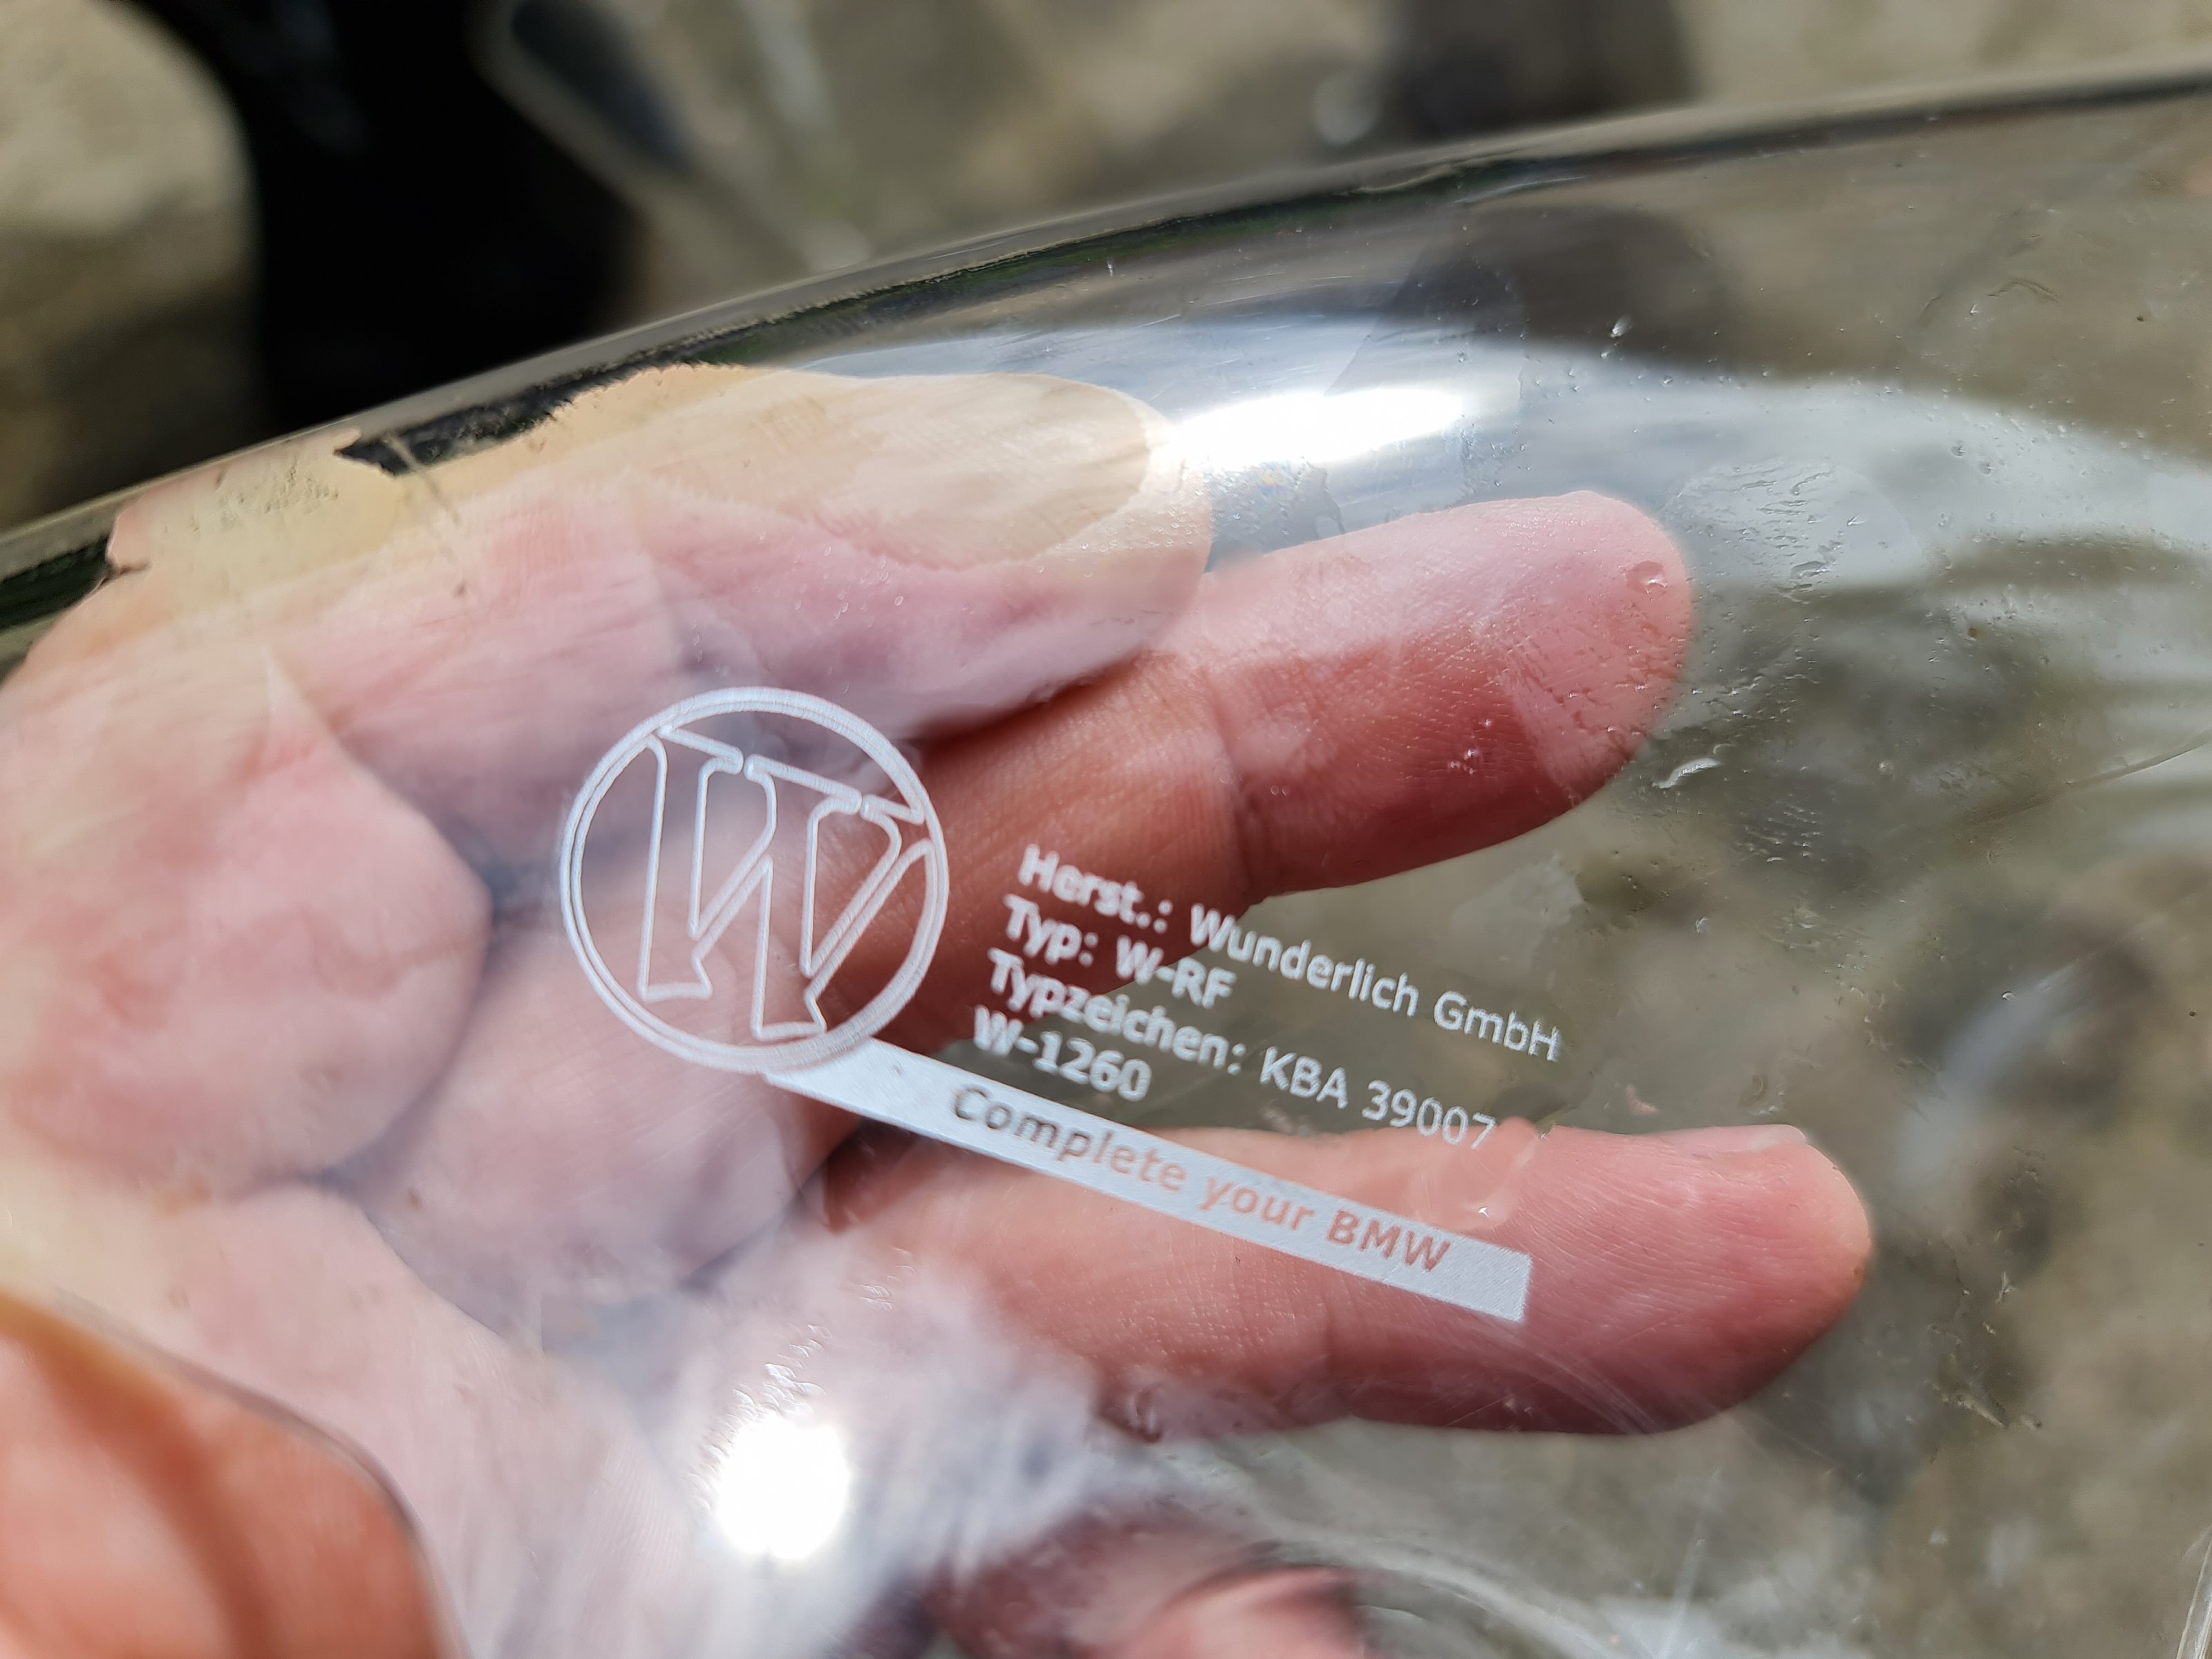 W
Herst.: Wunderlich GmbH
Typ: W-RF
Typzeichen: KBA 39007
W-1260
Complete your BMW